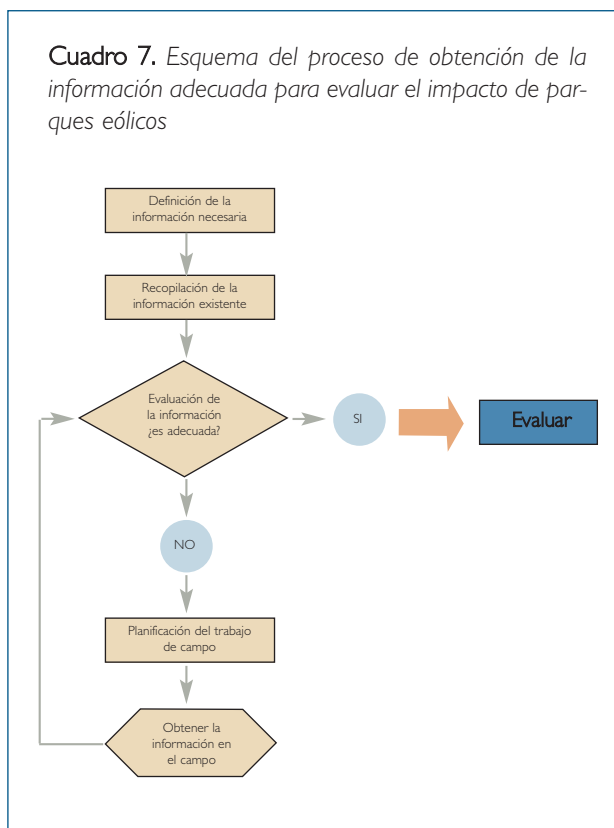 Cuadro 7. Esquema del proceso de obtención de la
información adecuada para evaluar el impacto de par-
ques eólicos
Definición de la
información necesaria
Recopilación de la
información existente
Evaluación de
la información
¿es adecuada?
SI
Evaluar
NO
Planificación del trabajo
de campo
Obtener la
información en
el campo